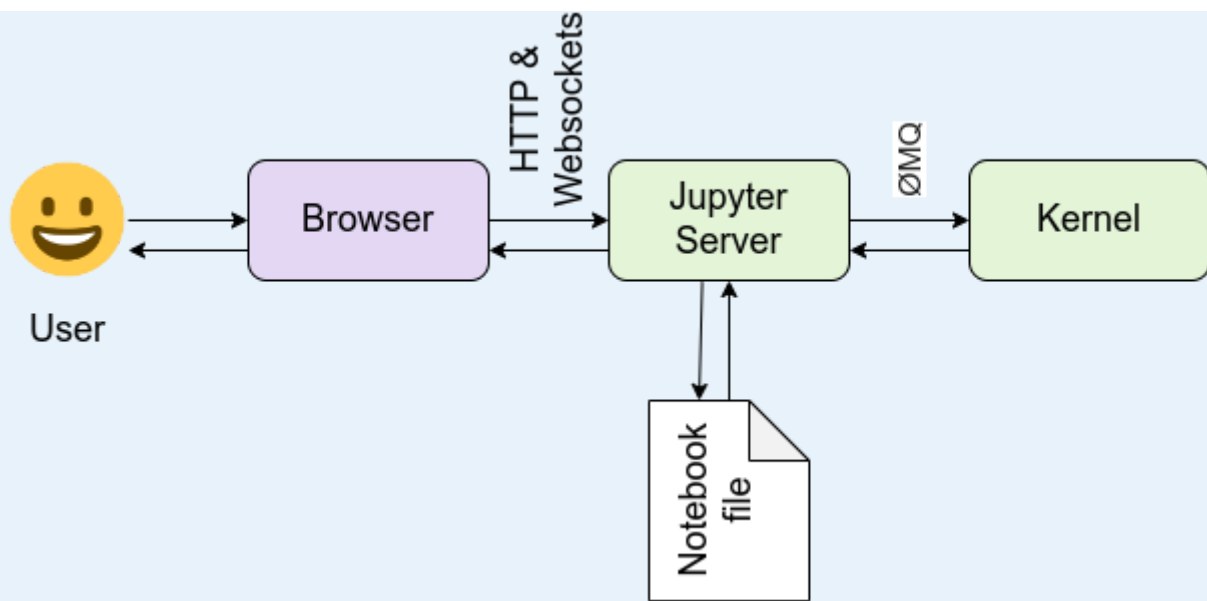 HTTP &
Websockets
ØMQ
Browser
Jupyter
Server
Kernel
User
Notebook
file